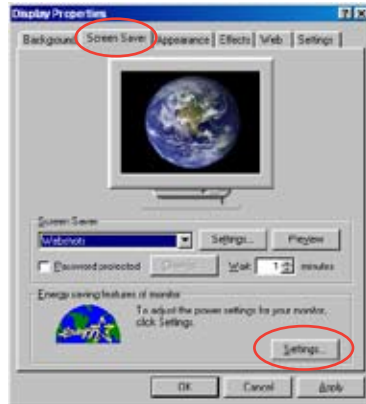 Display Properties
Background Screen Saver Appearance Effects Web Settings
Screen Saver
Webshots Settings... Preview
Password protected Change... Wait: 1 minutes
Energy saving features of monitor
To adjust the power settings for your monitor,
click Settings.
Settings...
OK Cancel Apply